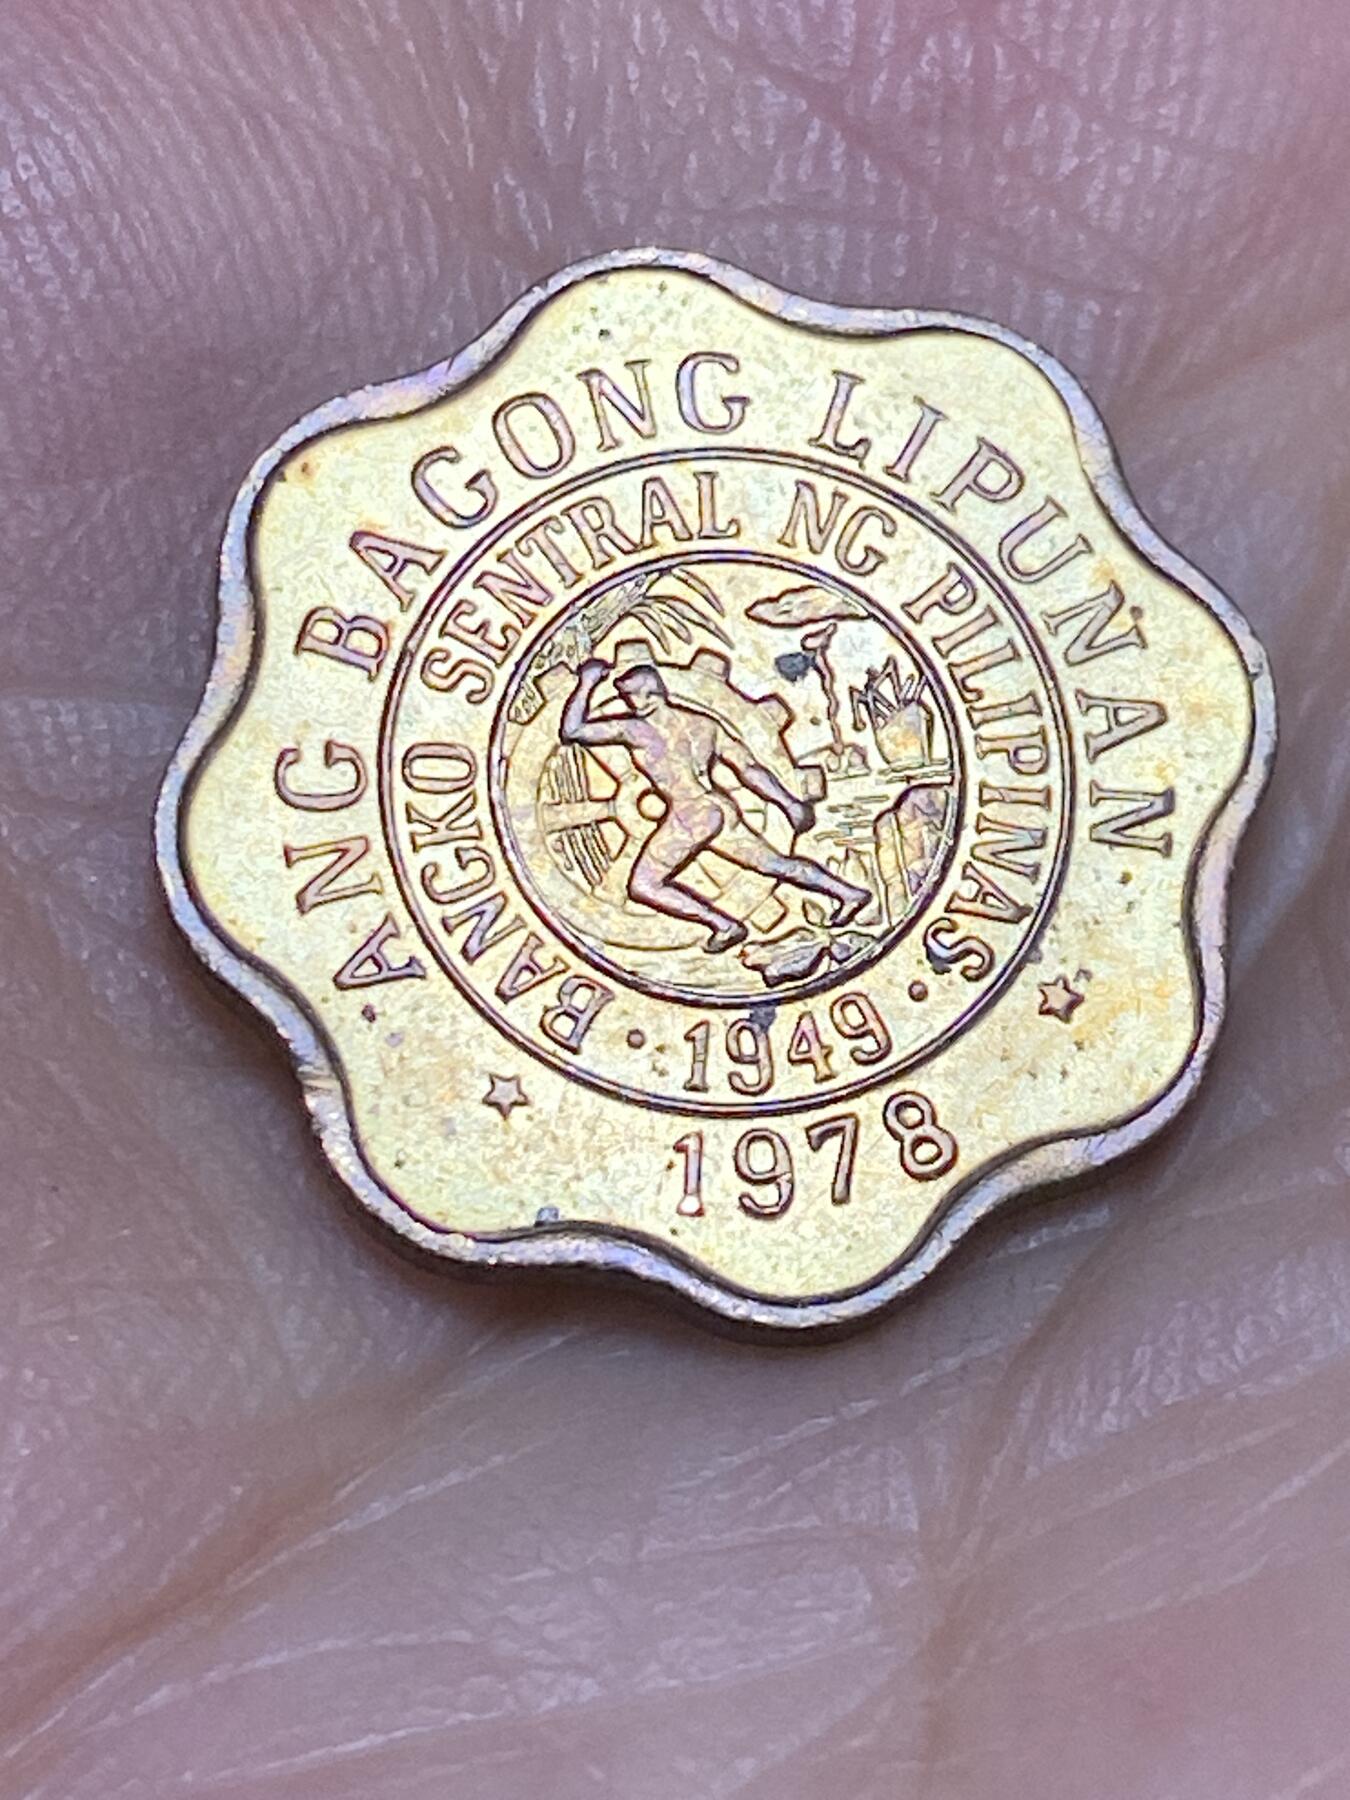 ANG BAGONG LIPUNAN
BANGKO SENTRAL NG PILIPINAS
• 1949 •
1978